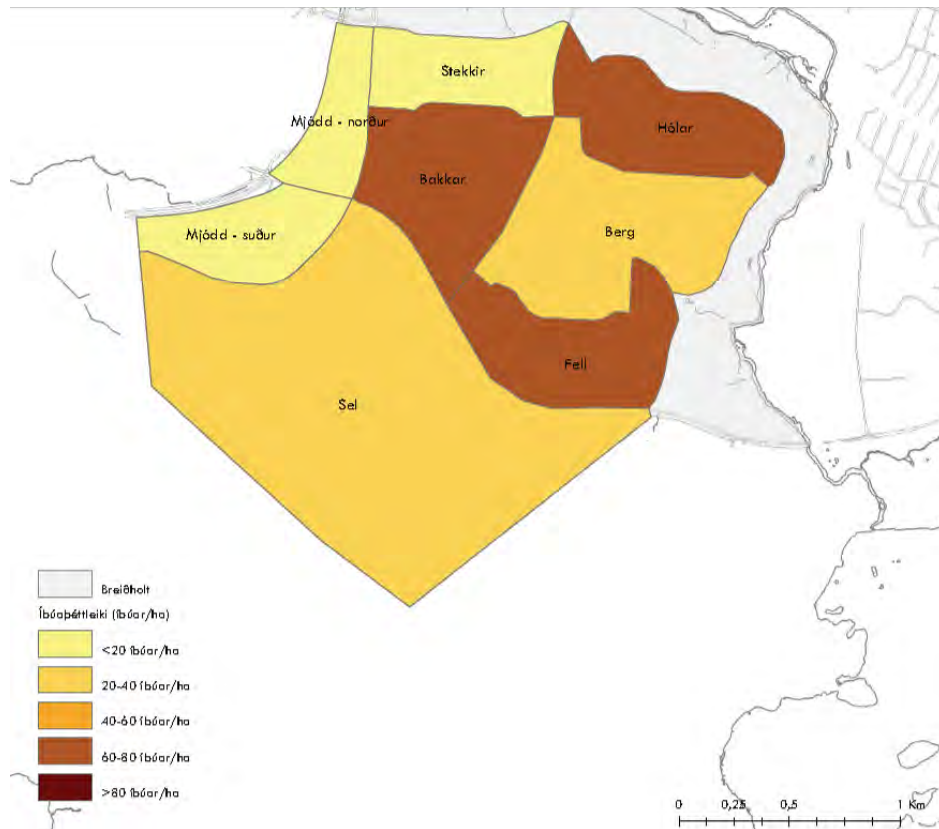 Stekkir
Mjódd - norður
Hólar
Bakkar
Mjódd - suður
Berg
Fell
Sel
Breiðholt
Íbúaþéttleiki (íbúar/ha)
<20 íbúar/ha
20-40 íbúar/ha
40-60 íbúar/ha
60-80 íbúar/ha
>80 íbúar/ha
0 0,25 0,5 1 Km